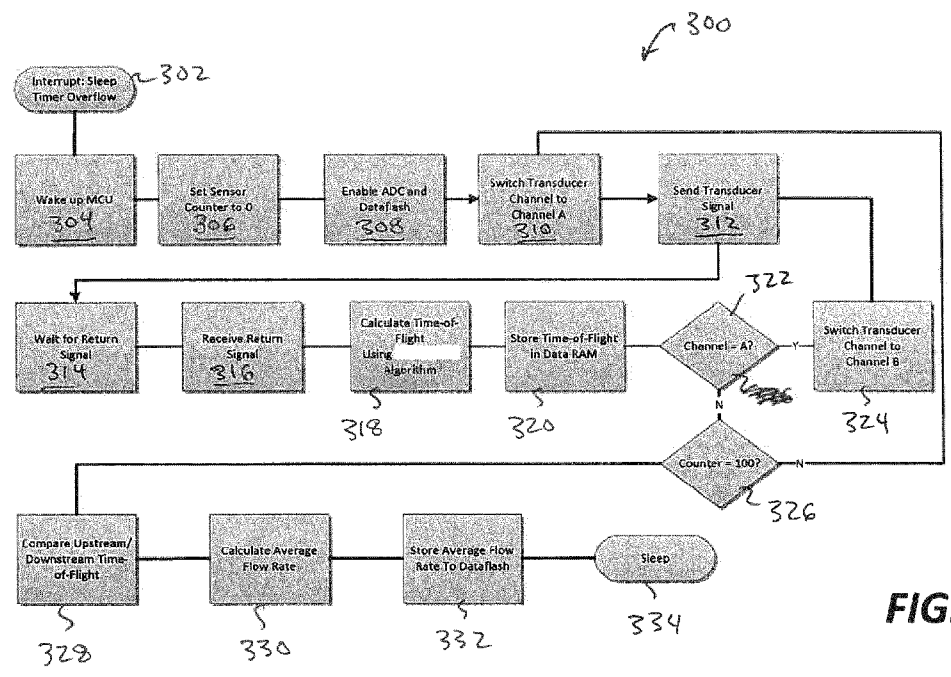 300
Interrupt: Sleep
Timer Overflow
302
Wake up MCU
304
Set Sensor
Counter to 0
306
Enable ADC and
Dataflash
308
Switch Transducer
Channel to
Channel A
310
Send Transducer
Signal
312
Wait for Return
Signal
314
Receive Return
Signal
316
Calculate Time-of-
Flight
Using
Algorithm
318
Store Time-of-Flight
in Data RAM
320
Channel = A?
322
Y
Switch Transducer
Channel to
Channel B
324
N
Counter = 100?
N
326
Compare Upstream/
Downstream Time-
of-Flight
328
Calculate Average
Flow Rate
330
Store Average Flow
Rate To Dataflash
332
Sleep
334
FIG.